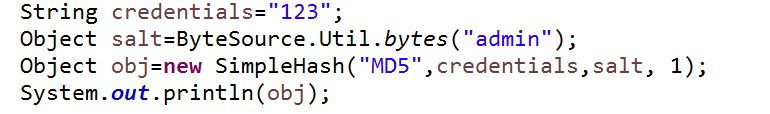 String credentials="123";
Object salt=ByteSource.Util.bytes("admin");
Object obj=new SimpleHash("MD5",credentials,salt, 1);
System.out.println(obj);